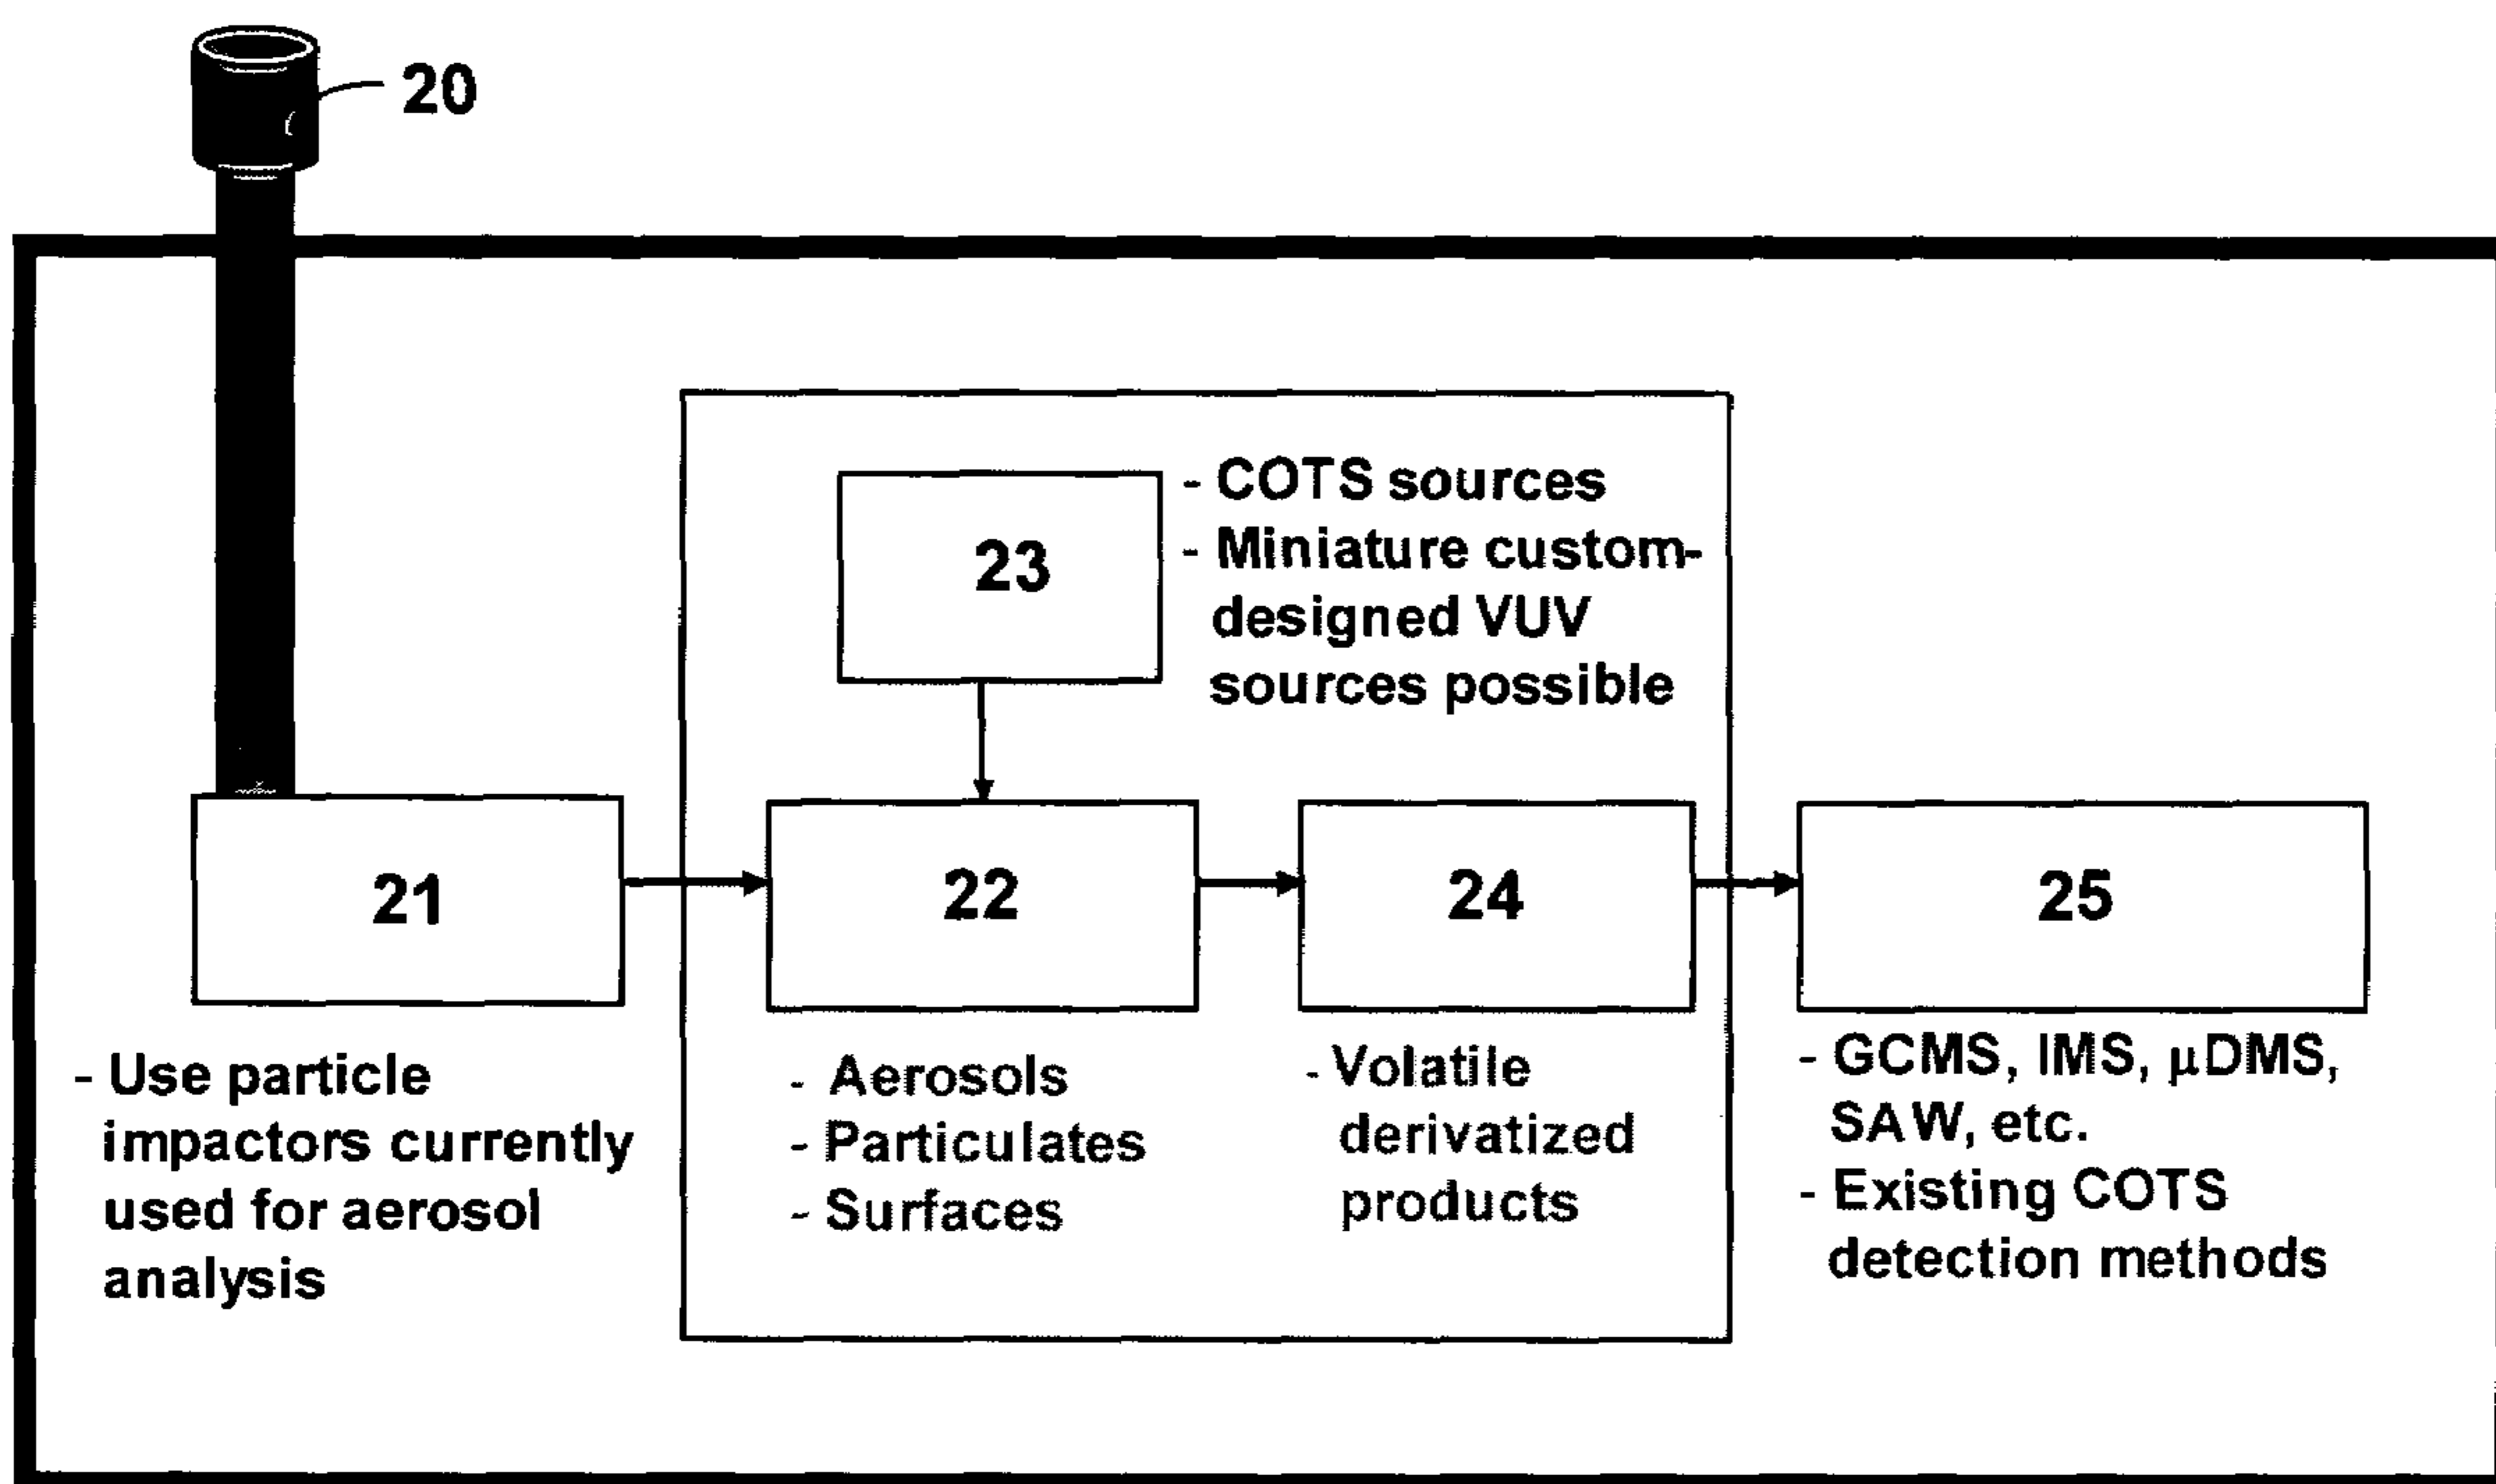 20
23
- COTS sources
- Miniature custom-
designed VUV
sources possible
21
22
24
25
- Use particle
impactors currently
used for aerosol
analysis
- Aerosols
- Particulates
- Surfaces
- Volatile
derivatized
products
- GCMS, IMS, µDMS,
SAW, etc.
- Existing COTS
detection methods